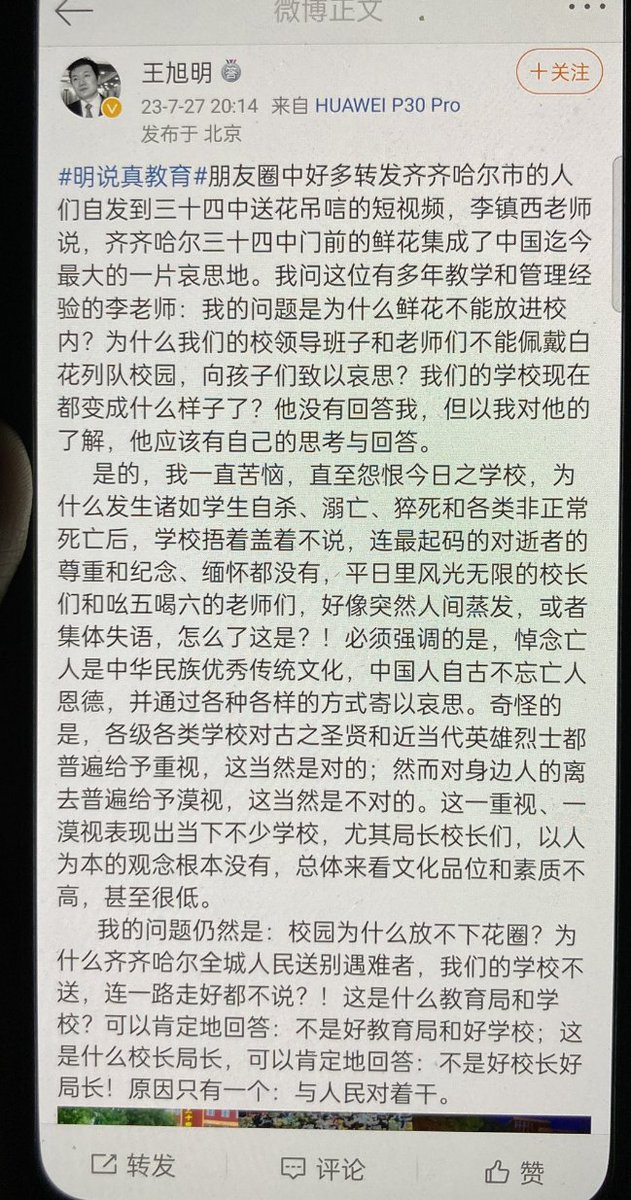 微博正文
王旭明
+关注
23-7-27 20:14 来自 HUAWEI P30 Pro
发布于 北京
#明说真教育#朋友圈中好多转发齐齐哈尔市的人
们自发到三十四中送花吊唁的短视频，李镇西老师
说，齐齐哈尔三十四中门前的鲜花集成了中国迄今
最大的一片哀思地。我问这位有多年教学和管理经
验的李老师：我的问题是为什么鲜花不能放进校
内？为什么我们的校领导班子和老师们不能佩戴白
花列队校园，向孩子们致以哀思？我们的学校现在
都变成什么样子了？他没有回答我，但以我对他的
了解，他应该有自己的思考与回答。
是的，我一直苦恼，直至怨恨今日之学校，为
什么发生诸如学生自杀、溺亡、猝死和各类非正常
死亡后，学校捂着盖着不说，连最起码的对逝者的
尊重和纪念、缅怀都没有，平日里风光无限的校长
们和吆五喝六的老师们，好像突然人间蒸发，或者
集体失语，怎么了这是？！必须强调的是，悼念亡
人是中华民族优秀传统文化，中国人自古不忘亡人
恩德，并通过各种各样的方式寄以哀思。奇怪的
是，各级各类学校对古之圣贤和近当代英雄烈士都
普遍给予重视，这当然是对的；然而对身边人的离
去普遍给予漠视，这当然是不对的。这一重视、一
漠视表现出当下不少学校，尤其局长校长们，以人
为本的观念根本没有，总体来看文化品位和素质不
高，甚至很低。
我的问题仍然是：校园为什么放不下花圈？为
什么齐齐哈尔全城人民送别遇难者，我们的学校不
送，连一路走好都不说？！这是什么教育局和学
校？可以肯定地回答：不是好教育局和好学校；这
是什么校长局长，可以肯定地回答：不是好校长好
局长！原因只有一个：与人民对着干。
转发
评论
赞